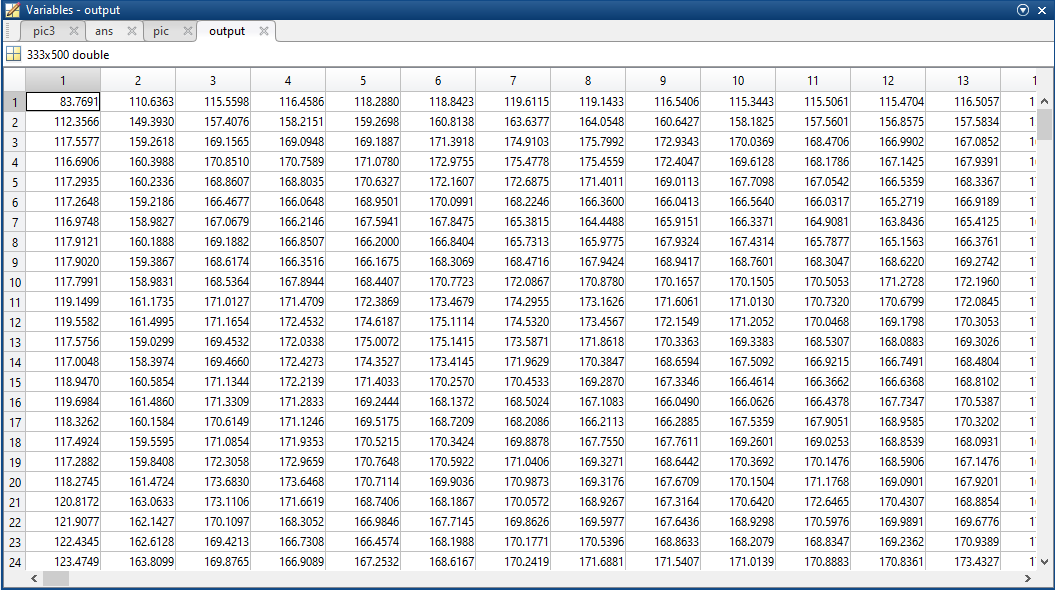 Variables - output
pic3 ans pic output
333x500 double
1 2 3 4 5 6 7 8 9 10 11 12 13 1
1 83.7691 110.6363 115.5598 116.4586 118.2880 118.8423 119.6115 119.1433 116.5406 115.3443 115.5061 115.4704 116.5057 1
2 112.3566 149.3930 157.4076 158.2151 159.2698 160.8138 163.6377 164.0548 160.6427 158.1825 157.5601 156.8575 157.5834 1
3 117.5577 159.2618 169.1565 169.0948 169.1887 171.3918 174.9103 175.7992 172.9343 170.0369 168.4706 166.9902 167.0852 1
4 116.6906 160.3988 170.8510 170.7589 171.0780 172.9755 175.4778 175.4559 172.4047 169.6128 168.1786 167.1425 167.9391 1
5 117.2935 160.2336 168.8607 168.8035 170.6327 172.1607 172.6875 171.4011 169.0113 167.7098 167.0542 166.5359 168.3367 1
6 117.2648 159.2186 166.4677 166.0648 168.9501 170.0991 168.2246 166.3600 166.0413 166.5640 166.0317 165.2719 166.9189 1
7 116.9748 158.9827 167.0679 166.2146 167.5941 167.8475 165.3815 164.4488 165.9151 166.3371 164.9081 163.8436 165.4125 1
8 117.9121 160.1888 169.1882 166.8507 166.2000 166.8404 165.7313 165.9775 167.9324 167.4314 165.7877 165.1563 166.3761 1
9 117.9020 159.3867 168.6174 166.3516 166.1675 168.3069 168.4716 167.9424 168.9417 168.7601 168.3047 168.6220 169.2742 1
10 117.7991 158.9831 168.5364 167.8944 168.4407 170.7723 172.0867 170.8780 170.1657 170.1505 170.5053 171.2728 172.1960 1
11 119.1499 161.1735 171.0127 171.4709 172.3869 173.4679 174.2955 173.1626 171.6061 171.0130 170.7320 170.6799 172.0845 1
12 119.5582 161.4995 171.1654 172.4532 174.6187 175.1114 174.5320 173.4567 172.1549 171.2052 170.0468 169.1798 170.3053 1
13 117.5756 159.0299 169.4532 172.0338 175.0072 175.1415 173.5871 171.8618 170.3363 169.3383 168.5307 168.0883 169.3026 1
14 117.0048 158.3974 169.4660 172.4273 174.3527 173.4145 171.9629 170.3847 168.6594 167.5092 166.9215 166.7491 168.4804 1
15 118.9470 160.5854 171.1344 172.2139 171.4033 170.2570 170.4533 169.2870 167.3346 166.4614 166.3662 166.6368 168.8102 1
16 119.6984 161.4860 171.3309 171.2833 169.2444 168.1372 168.5024 167.1083 166.0490 166.0626 166.4378 167.7347 170.5387 1
17 118.3262 160.1584 170.6149 171.1246 169.5175 168.7209 168.2086 166.2113 166.2885 167.5359 167.9051 168.9585 170.3202 1
18 117.4924 159.5595 171.0854 171.9353 170.5215 170.3424 169.8878 167.7550 167.7611 169.2601 169.0253 168.8539 168.0931 1
19 117.2882 159.8408 172.3058 172.9659 170.7648 170.5922 171.0406 169.3271 168.6442 170.3692 170.1476 168.5906 167.1476 1
20 118.2745 161.4724 173.6830 173.6468 170.7114 169.9036 170.9873 169.3176 167.6709 170.1504 171.1768 169.0901 167.9201 1
21 120.8172 163.0633 173.1106 171.6619 168.7406 168.1867 170.0572 168.9267 167.3164 170.6420 172.6465 170.4307 168.8854 1
22 121.9077 162.1427 170.1097 168.3052 166.9846 167.7145 169.8626 169.5977 167.6436 168.9298 170.5976 169.9891 169.6776 1
23 122.4345 162.6128 169.4213 166.7308 166.4574 168.1988 170.1771 170.5396 168.8633 168.2079 168.8347 169.2362 170.9389 1
24 123.4749 163.8099 169.8765 166.9089 167.2532 168.6167 170.2419 171.6881 171.5407 171.0139 170.8883 170.8361 173.4327 1